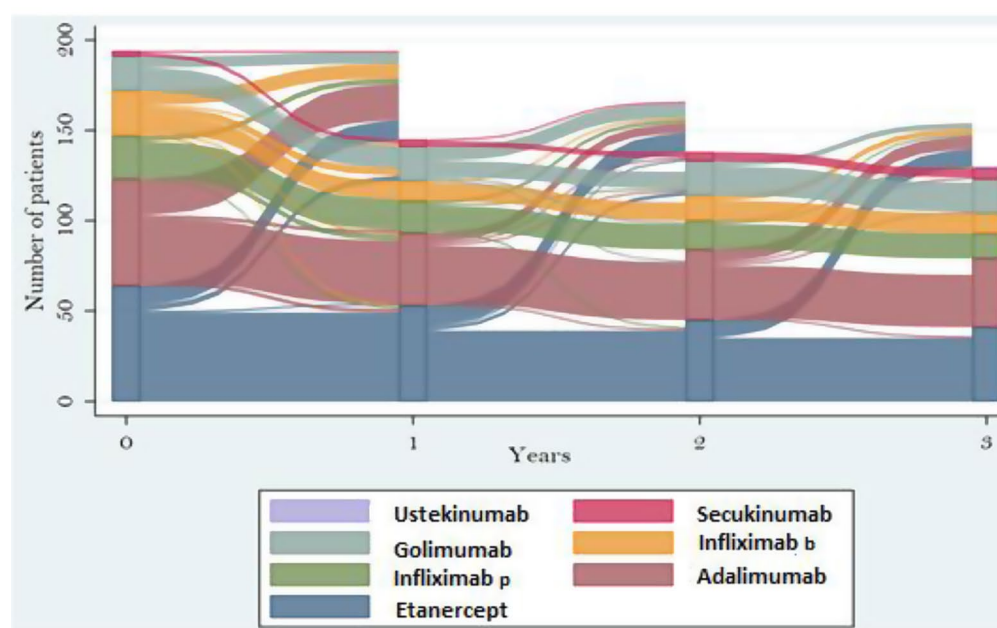 Number of patients
200
150
100
50
0
0 1 2 3
Years
Ustekinumab Secukinumab
Golimumab Infliximab b
Infliximab p Adalimumab
Etanercept